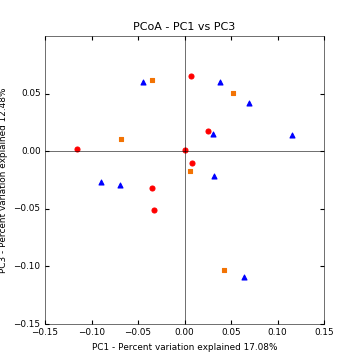 PCoA - PC1 vs PC3
PC3 - Percent variation explained 12.48%
0.05
0.00
−0.05
−0.10
−0.15
−0.15 −0.10 −0.05 0.00 0.05 0.10 0.15
PC1 - Percent variation explained 17.08%